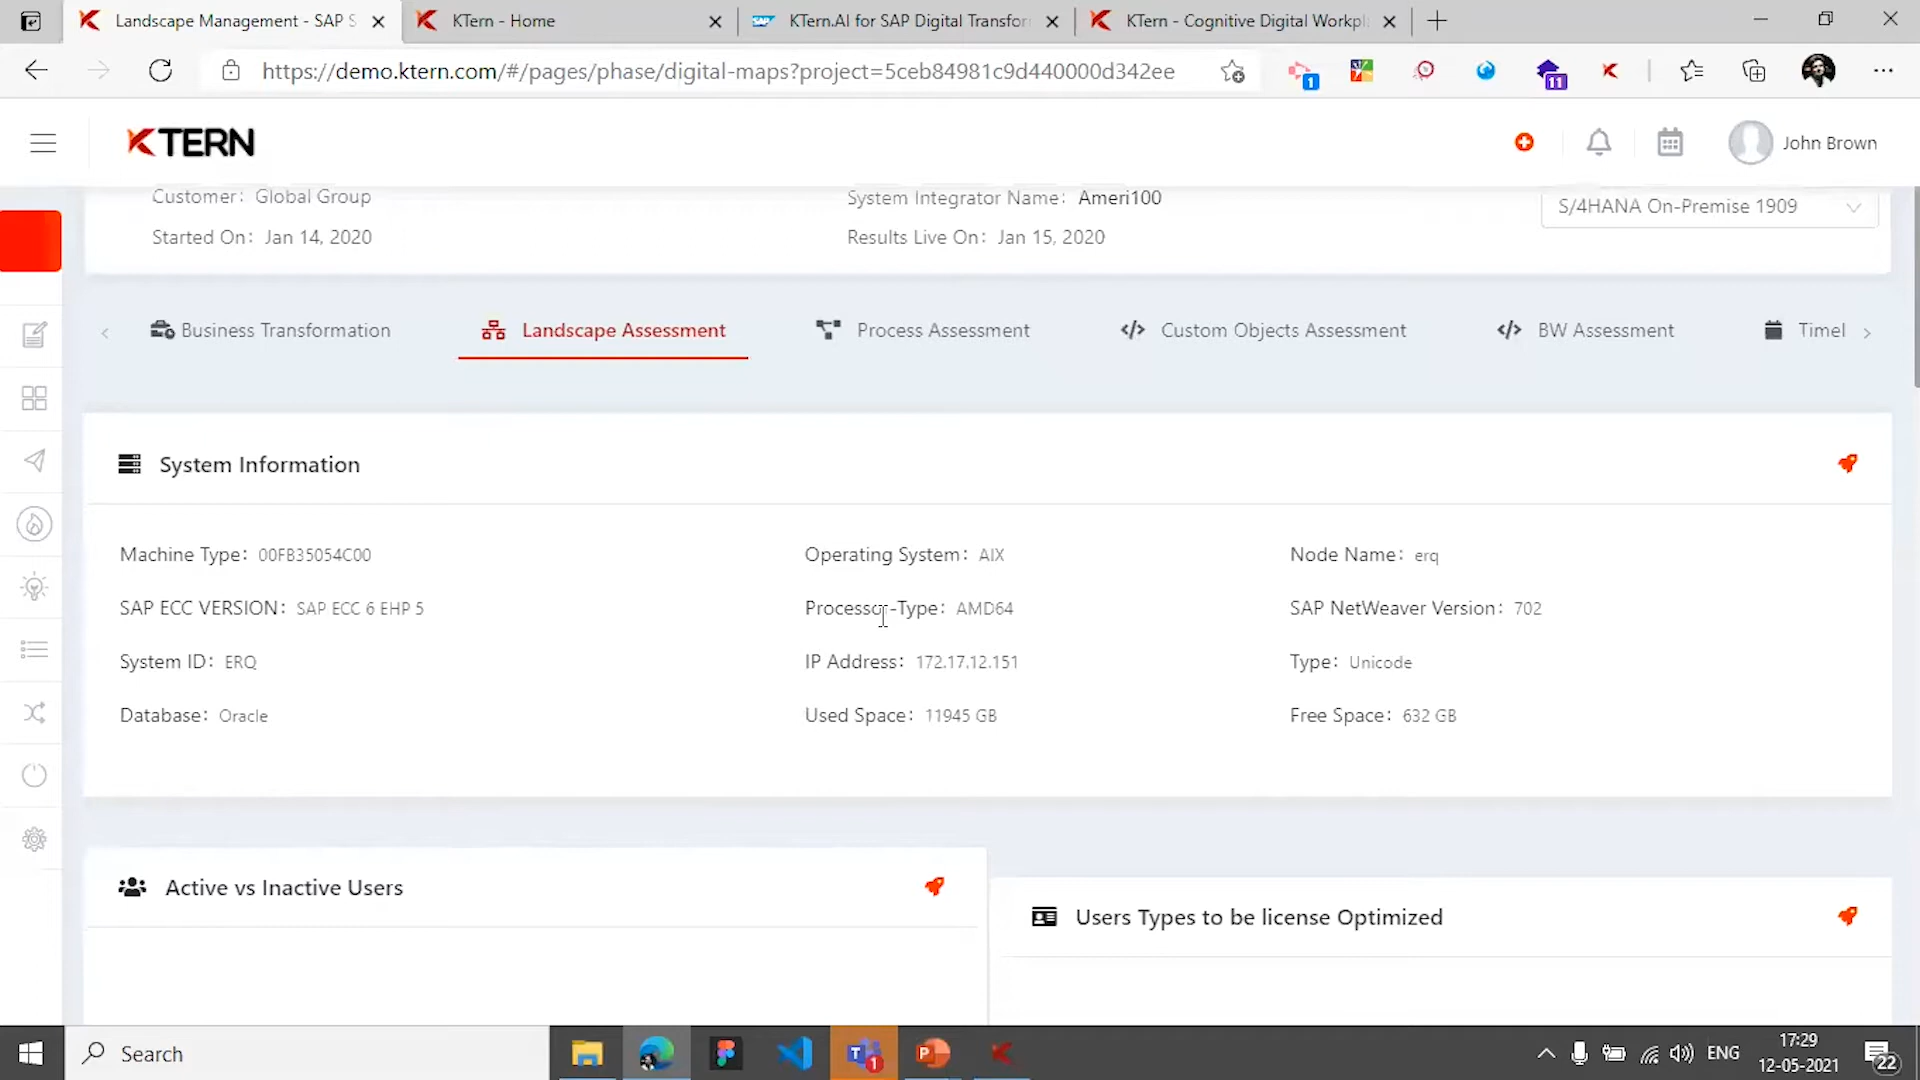 Landscape Management - SAP S
KTern - Home
KTern.AI for SAP Digital Transfor
KTern - Cognitive Digital Workpl
https://demo.ktern.com/#/pages/phase/digital-maps?project=5ceb84981c9d440000d342ee
1
11
KTERN
John Brown
Customer: Global Group
System Integrator Name: Ameri100
S/4HANA On-Premise 1909
Started On: Jan 14, 2020
Results Live On: Jan 15, 2020
Business Transformation
Landscape Assessment
Process Assessment
Custom Objects Assessment
BW Assessment
Timel
System Information
Machine Type: 00FB35054C00
Operating System: AIX
Node Name: erq
SAP ECC VERSION: SAP ECC 6 EHP 5
Processor-Type: AMD64
SAP NetWeaver Version: 702
System ID: ERQ
IP Address: 172.17.12.151
Type: Unicode
Database: Oracle
Used Space: 11945 GB
Free Space: 632 GB
Active vs Inactive Users
Users Types to be license Optimized
Search
1
ENG
17:29
12-05-2021
22